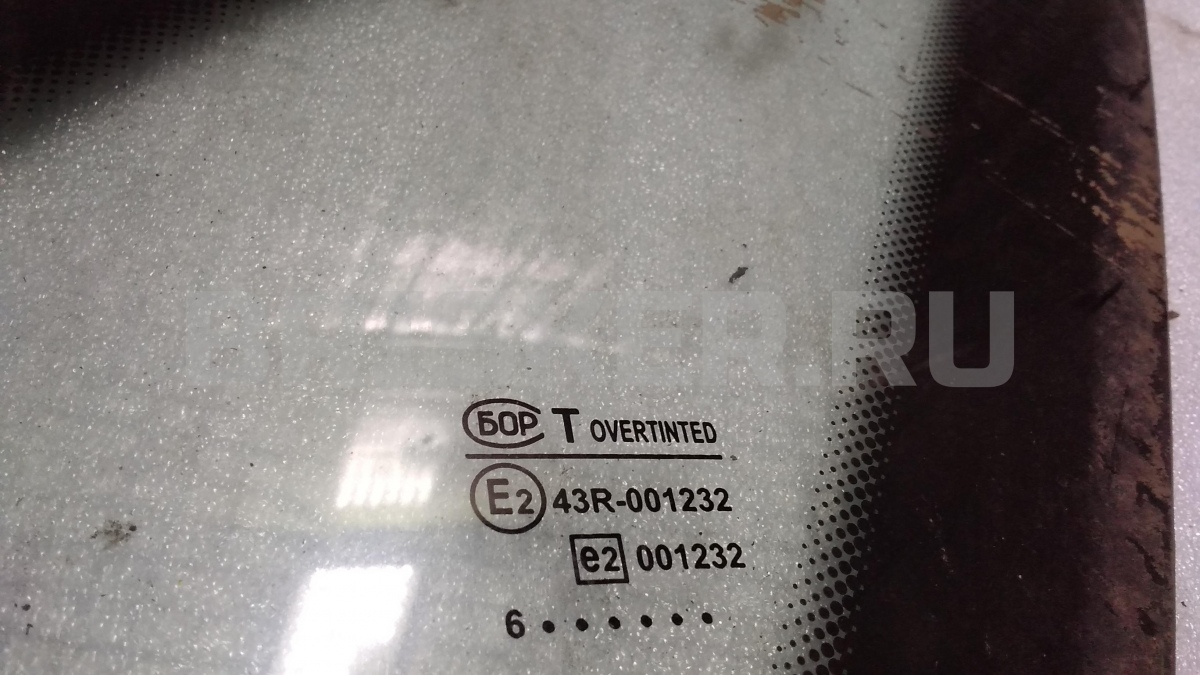 БОР T OVERTINTED
E2 43R-001232
e2 001232
6 • • • • • •